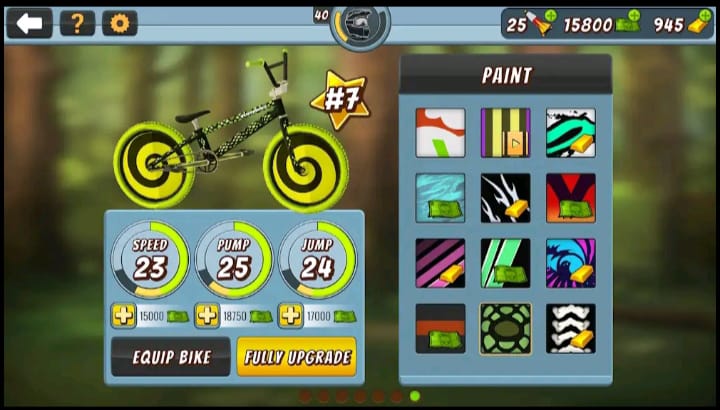 ?
40
25 15800 945
#7
PAINT
SPEED PUMP JUMP
23 25 24
15000 18750 17000
EQUIP BIKE FULLY UPGRADE